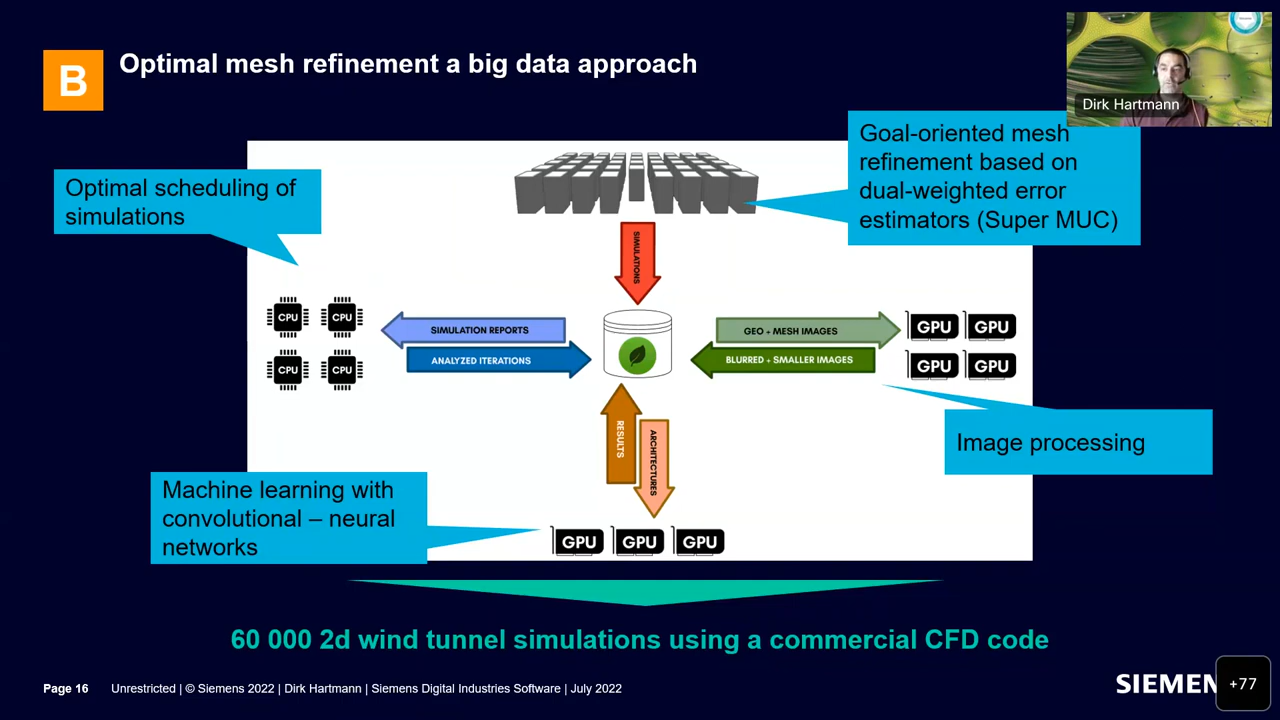 B
Optimal mesh refinement a big data approach
Dirk Hartmann
Goal-oriented mesh
refinement based on
dual-weighted error
estimators (Super MUC)
Optimal scheduling of
simulations
SIMULATIONS
CPU CPU
CPU CPU
SIMULATION REPORTS
ANALYZED ITERATIONS
GEO + MESH IMAGES
BLURRED + SMALLER IMAGES
GPU GPU
GPU GPU
Image processing
RESULTS
ARCHITECTURES
Machine learning with
convolutional – neural
networks
GPU GPU GPU
60 000 2d wind tunnel simulations using a commercial CFD code
Page 16 Unrestricted | © Siemens 2022 | Dirk Hartmann | Siemens Digital Industries Software | July 2022
SIEMEN
+77